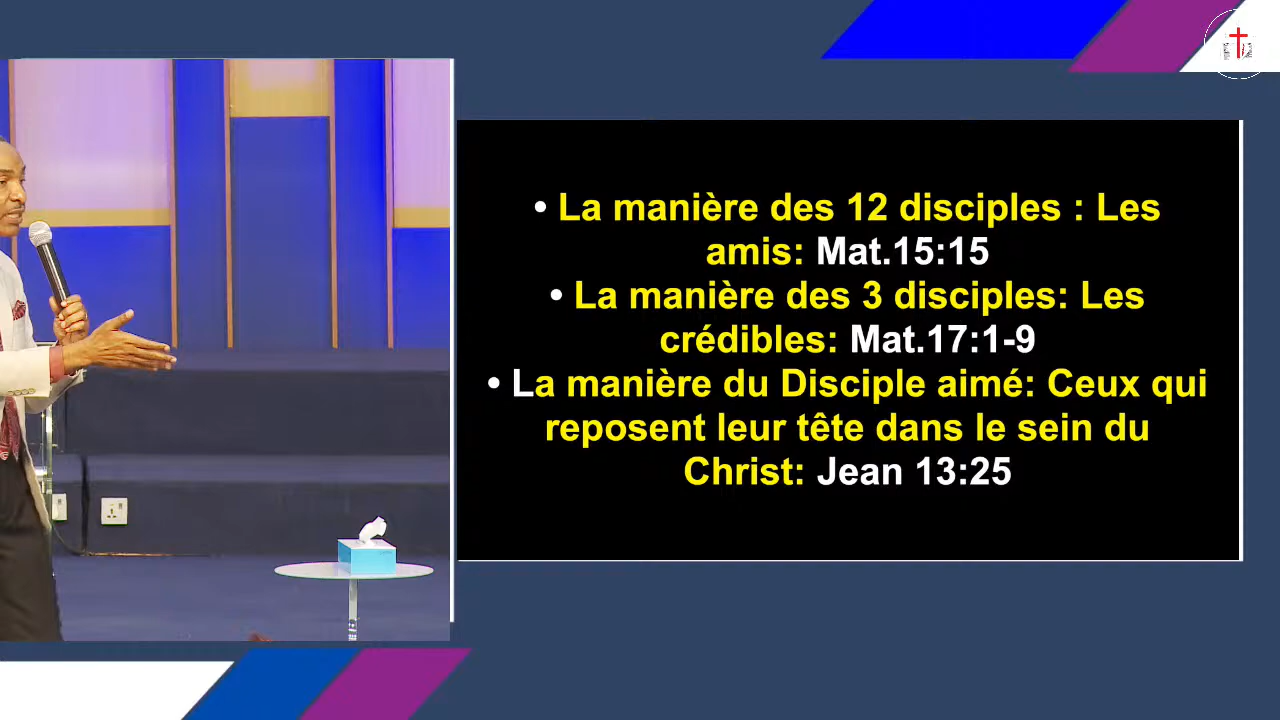 • La manière des 12 disciples : Les
amis: Mat.15:15
• La manière des 3 disciples: Les
crédibles: Mat.17:1-9
• La manière du Disciple aimé: Ceux qui
reposent leur tête dans le sein du
Christ: Jean 13:25